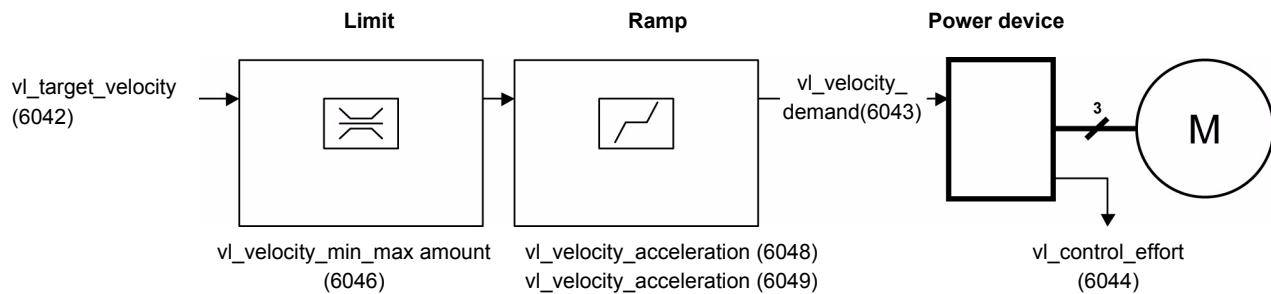 Limit
Ramp
Power device
vl_target_velocity
(6042)
vl_velocity_
demand(6043)
3
M
vl_velocity_min_max amount
(6046)
vl_velocity_acceleration (6048)
vl_velocity_acceleration (6049)
vl_control_effort
(6044)